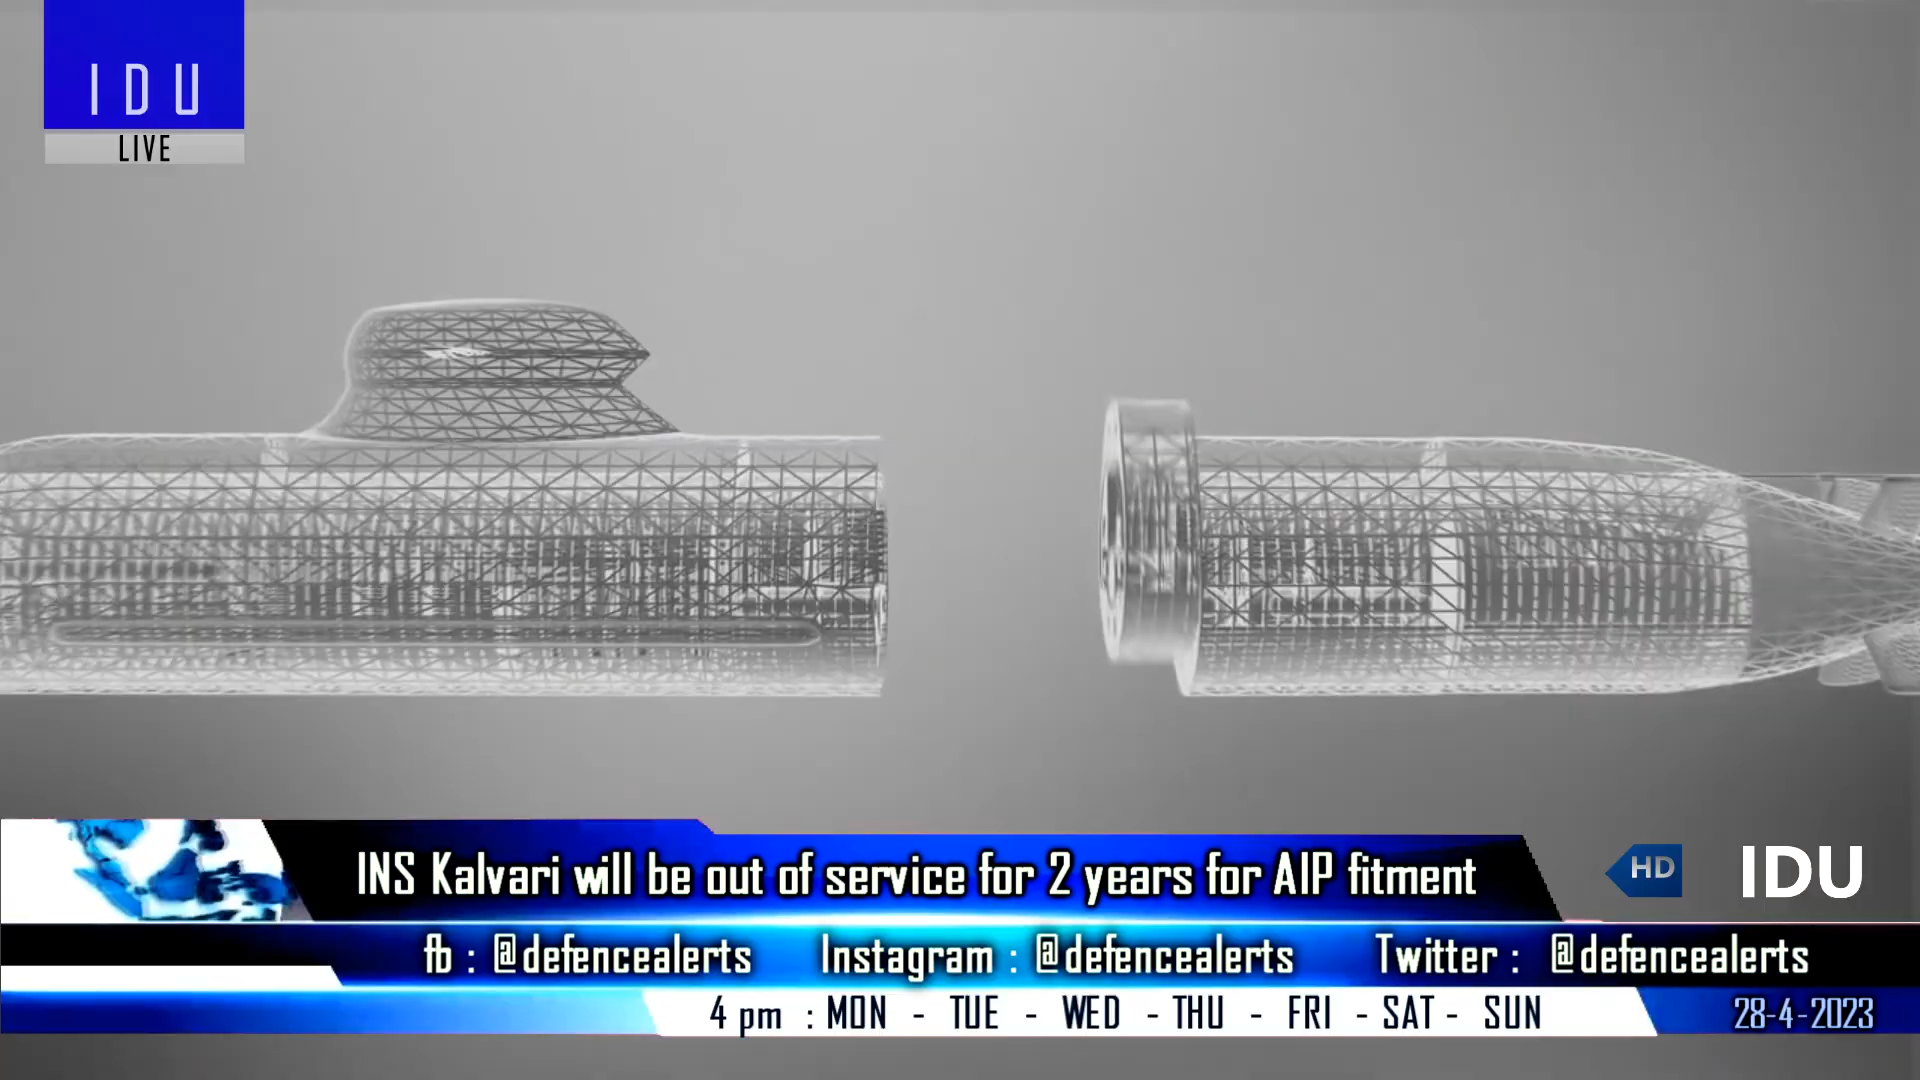 IDU
LIVE
INS Kalvari will be out of service for 2 years for AIP fitment
HD IDU
fb : @defencealerts Instagram : @defencealerts Twitter : @defencealerts
4 pm : MON - TUE - WED - THU - FRI - SAT - SUN 28-4-2023